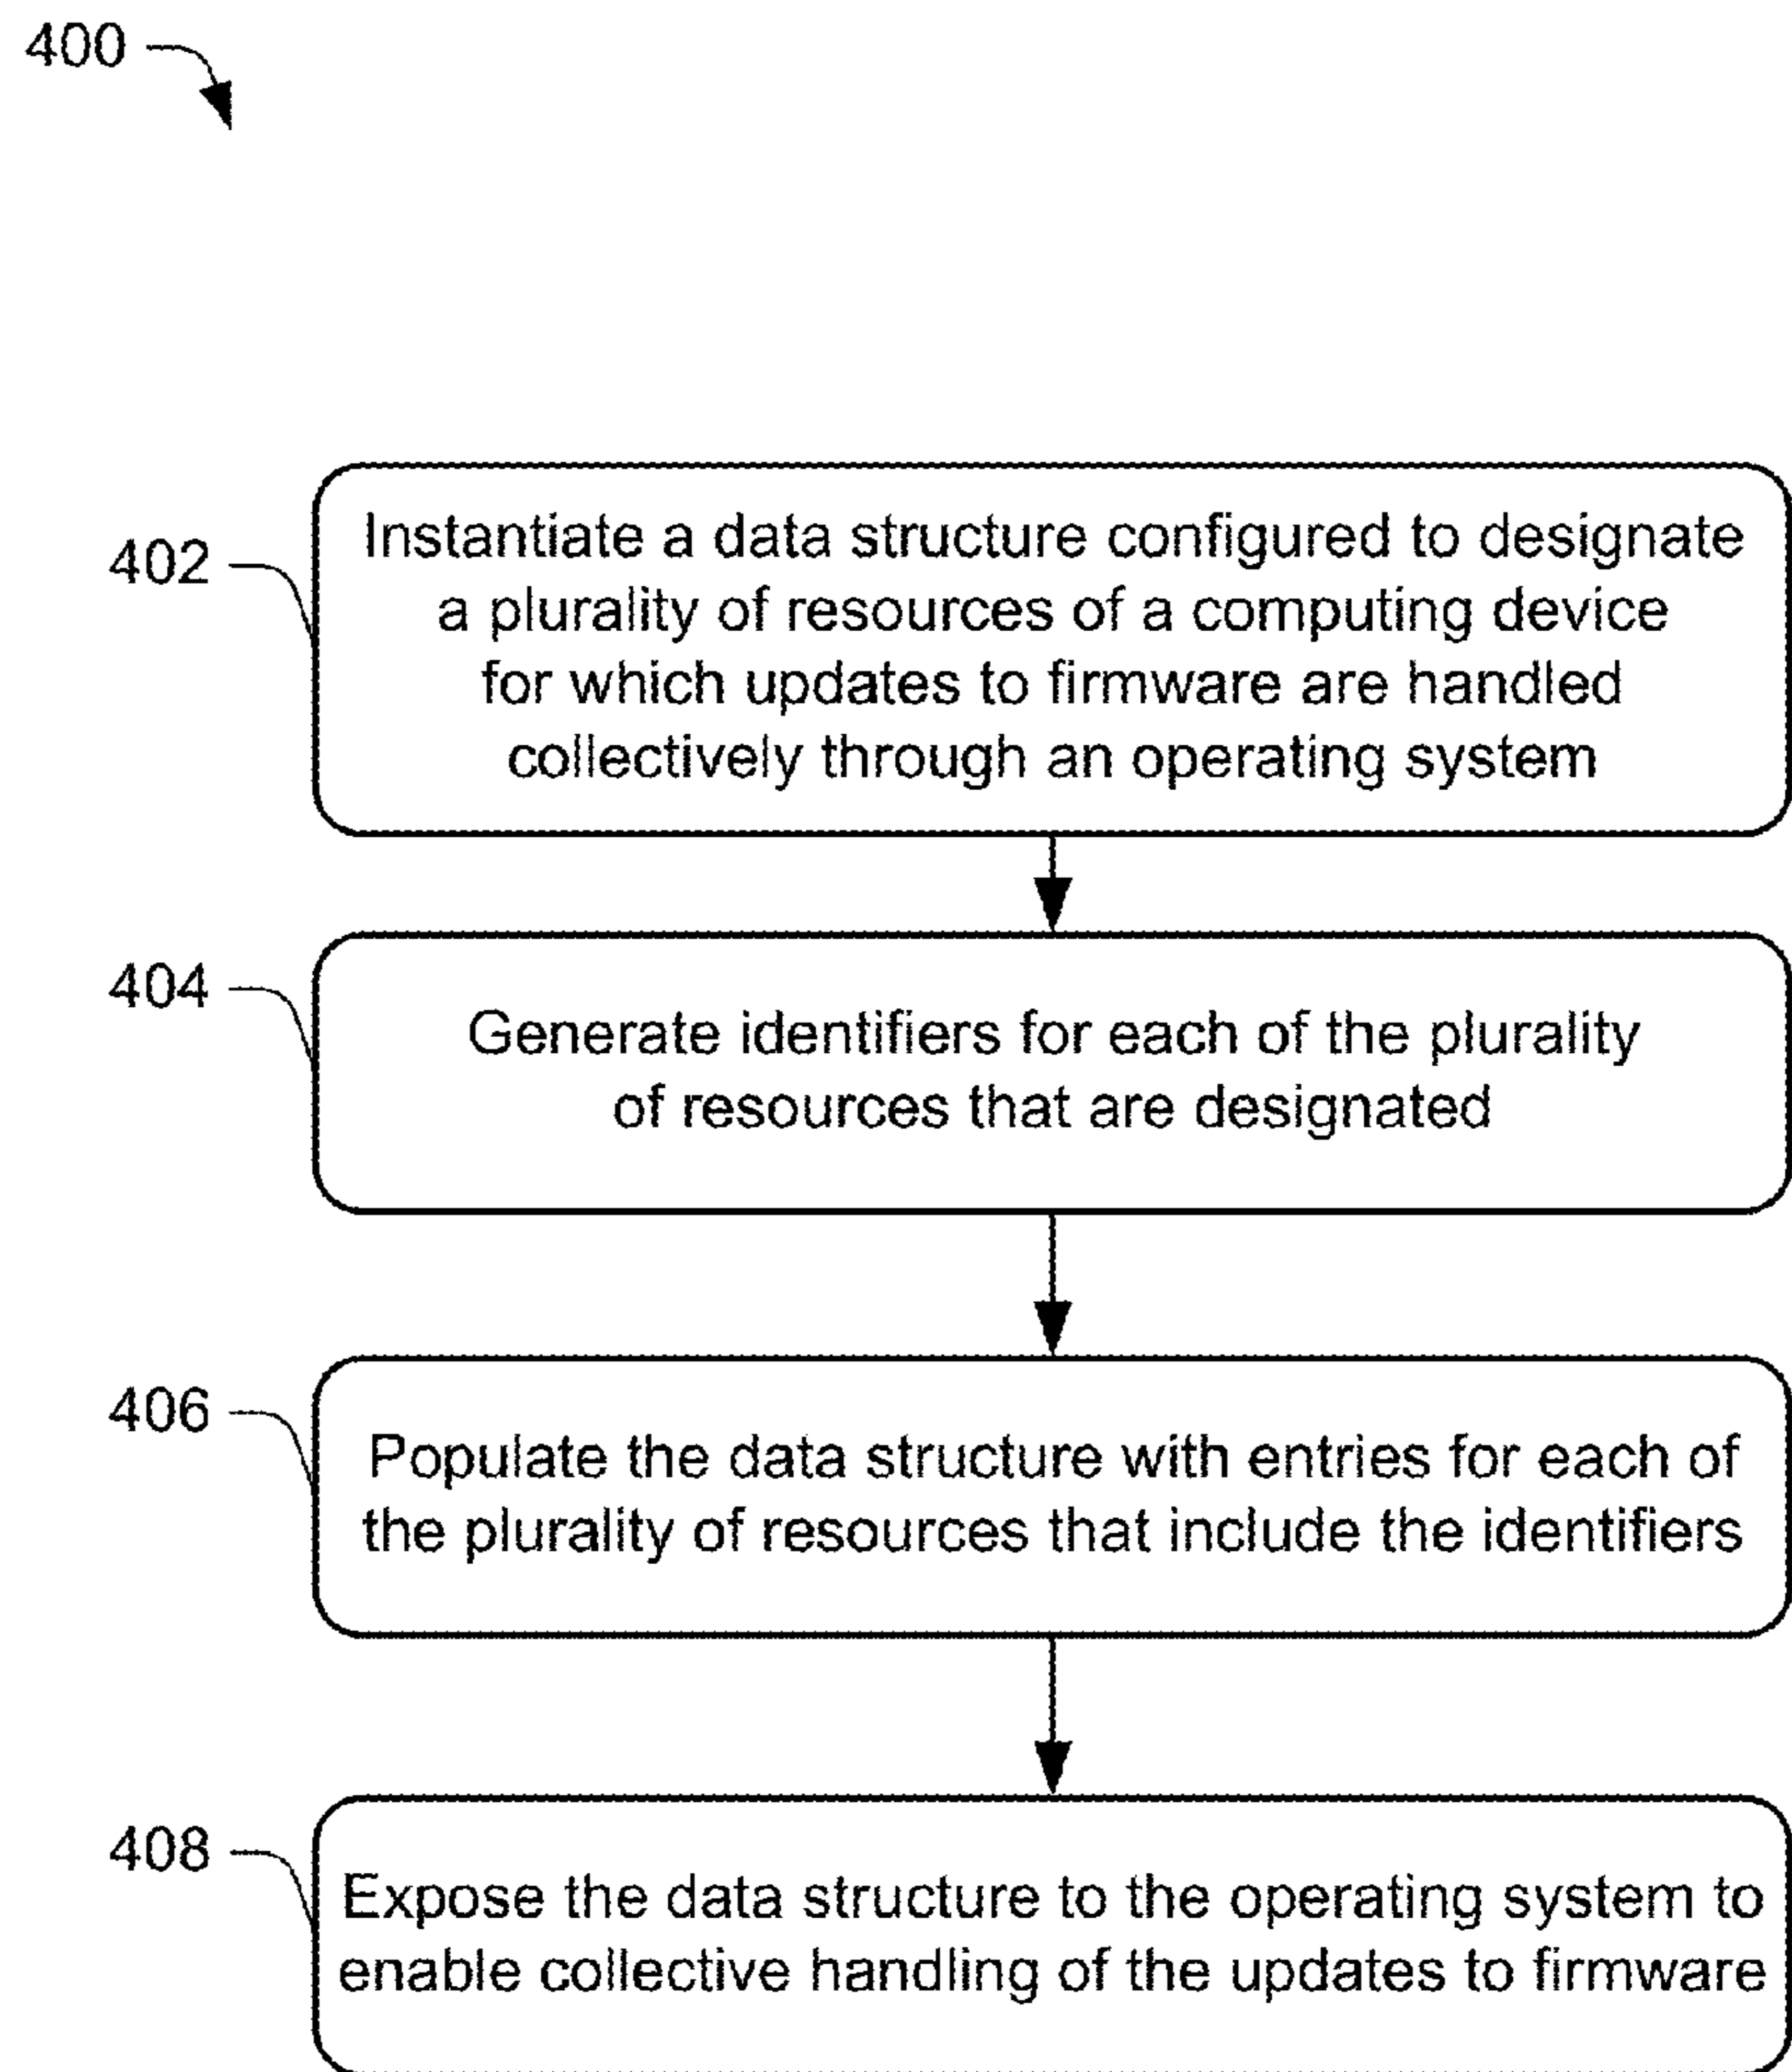 400
402
Instantiate a data structure configured to designate
a plurality of resources of a computing device
for which updates to firmware are handled
collectively through an operating system
404
Generate identifiers for each of the plurality
of resources that are designated
406
Populate the data structure with entries for each of
the plurality of resources that include the identifiers
408
Expose the data structure to the operating system to
enable collective handling of the updates to firmware